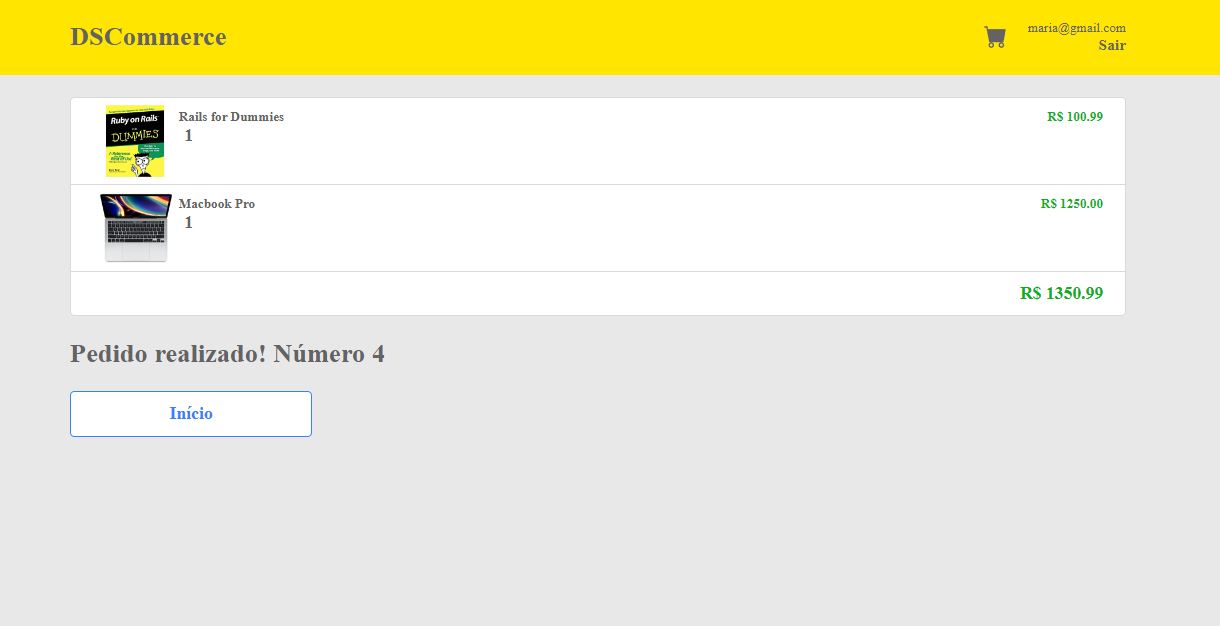 DSCommerce
maria@gmail.com
Sair
Ruby on Rails
FOR
DUMMIES
Rails for Dummies
R$ 100.99
1
Macbook Pro
R$ 1250.00
1
R$ 1350.99
Pedido realizado! Número 4
Início